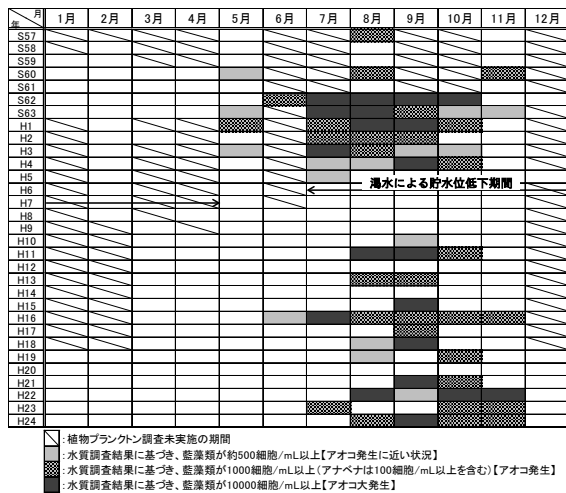 月
年
1月 2月 3月 4月 5月 6月 7月 8月 9月 10月 11月 12月
S57
S58
S59
S60
S61
S62
S63
H1
H2
H3
H4
H5
渇水による貯水位低下期間
H6
H7
H8
H9
H10
H11
H12
H13
H14
H15
H16
H17
H18
H19
H20
H21
H22
H23
H24
:植物プランクトン調査未実施の期間
:水質調査結果に基づき、藍藻類が約500細胞/mL以上【アオコ発生に近い状況】
:水質調査結果に基づき、藍藻類が1000細胞/mL以上(アナベナは100細胞/mL以上を含む)【アオコ発生】
:水質調査結果に基づき、藍藻類が10000細胞/mL以上【アオコ大発生】